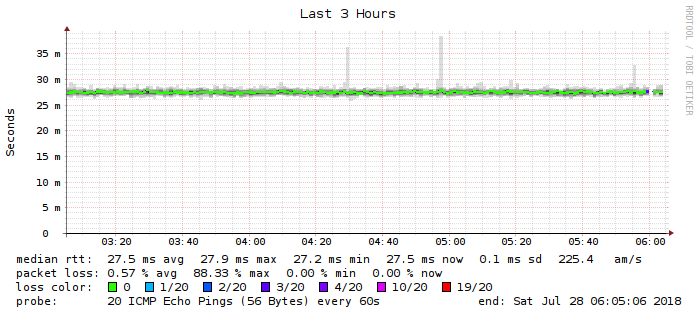 Last 3 Hours
RRDTOOL / TOBI OETIKER
Seconds
35 m
30 m
25 m
20 m
15 m
10 m
5 m
0
03:20 03:40 04:00 04:20 04:40 05:00 05:20 05:40 06:00
median rtt: 27.5 ms avg 27.9 ms max 27.2 ms min 27.5 ms now 0.1 ms sd 225.4 am/s
packet loss: 0.57 % avg 88.33 % max 0.00 % min 0.00 % now
loss color: 0 1/20 2/20 3/20 4/20 10/20 19/20
probe: 20 ICMP Echo Pings (56 Bytes) every 60s end: Sat Jul 28 06:05:06 2018